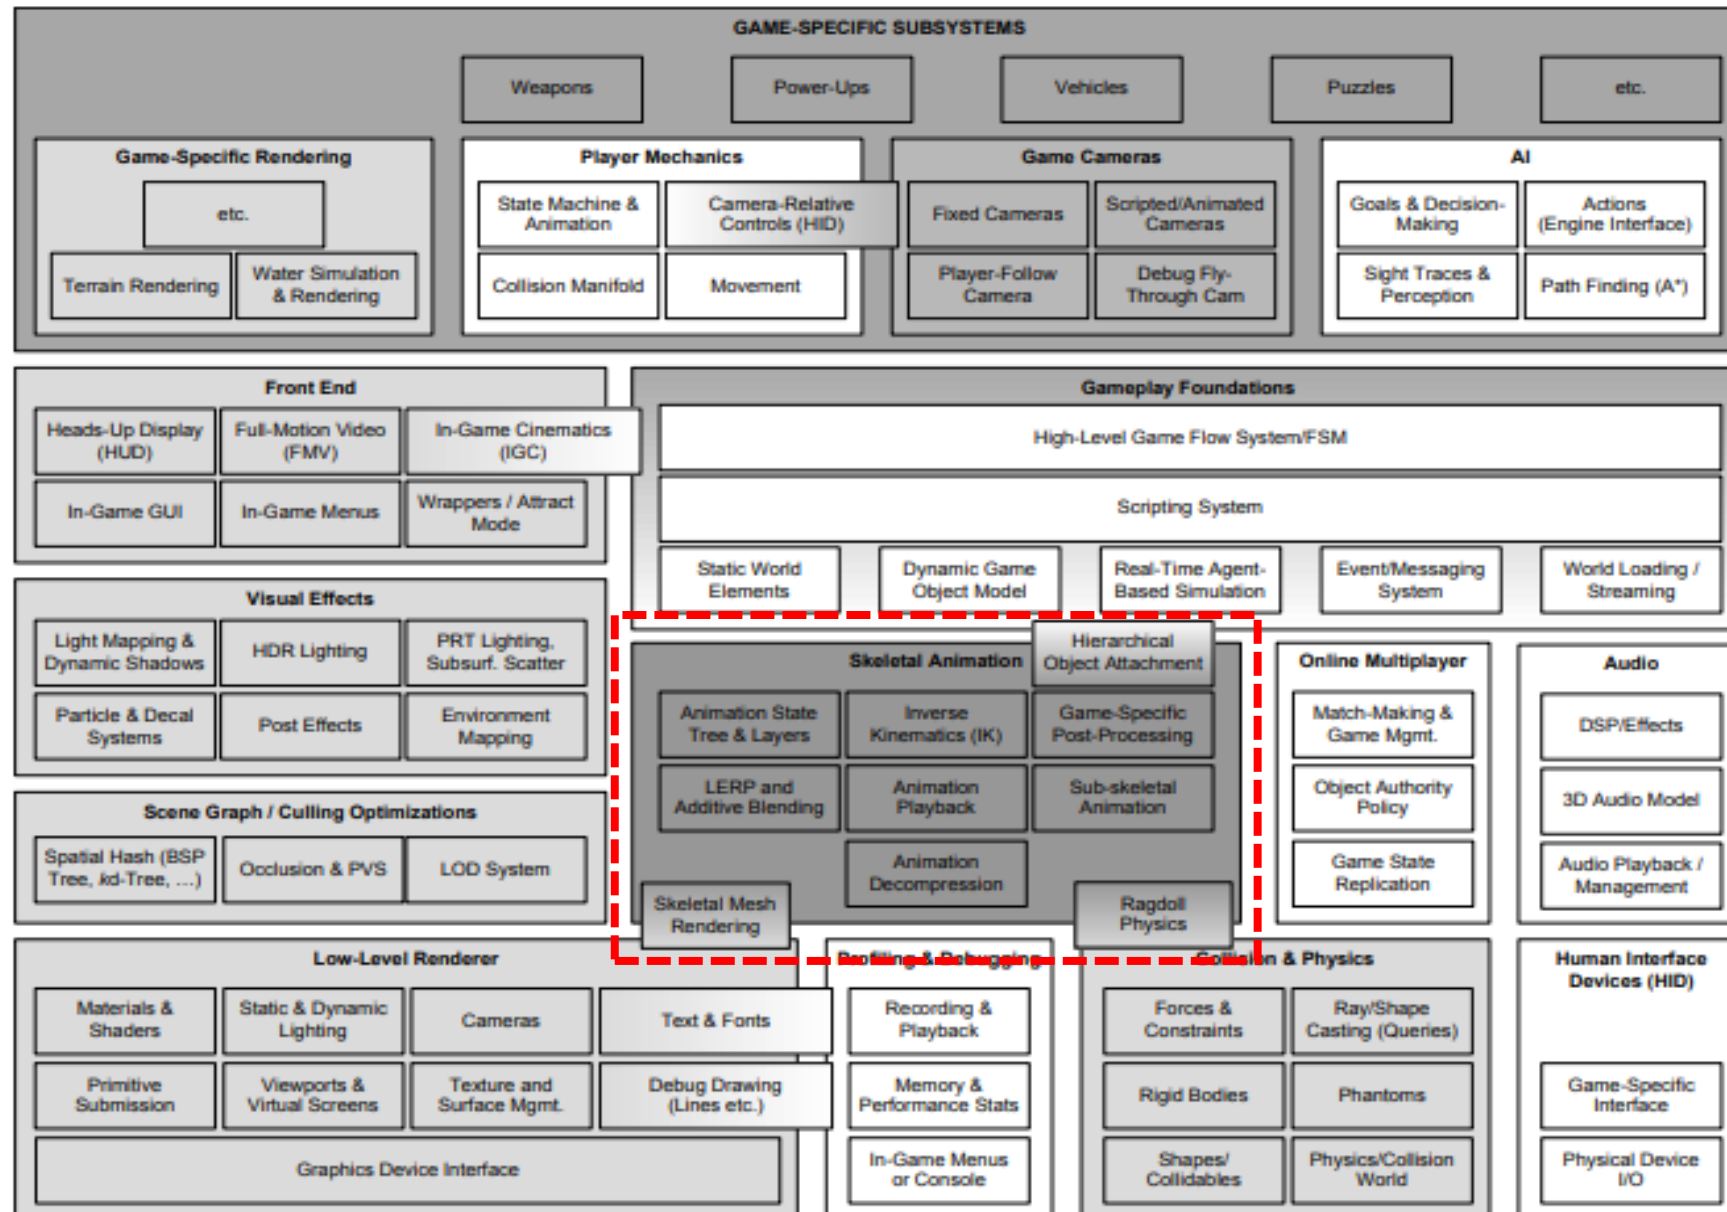 GAME-SPECIFIC SUBSYSTEMS
Weapons
Power-Ups
Vehicles
Puzzles
etc.
Game-Specific Rendering
etc.
Terrain Rendering
Water Simulation
& Rendering
Player Mechanics
State Machine &
Animation
Camera-Relative
Controls (HID)
Collision Manifold
Movement
Game Cameras
Fixed Cameras
Scripted/Animated
Cameras
Player-Follow
Camera
Debug Fly-
Through Cam
AI
Goals & Decision-
Making
Actions
(Engine Interface)
Sight Traces &
Perception
Path Finding (A*)
Front End
Heads-Up Display
(HUD)
Full-Motion Video
(FMV)
In-Game Cinematics
(IGC)
In-Game GUI
In-Game Menus
Wrappers / Attract
Mode
Gameplay Foundations
High-Level Game Flow System/FSM
Scripting System
Static World
Elements
Dynamic Game
Object Model
Real-Time Agent-
Based Simulation
Event/Messaging
System
World Loading /
Streaming
Visual Effects
Light Mapping &
Dynamic Shadows
HDR Lighting
PRT Lighting,
Subsurf. Scatter
Particle & Decal
Systems
Post Effects
Environment
Mapping
Skeletal Animation
Hierarchical
Object Attachment
Animation State
Tree & Layers
Inverse
Kinematics (IK)
Game-Specific
Post-Processing
LERP and
Additive Blending
Animation
Playback
Sub-skeletal
Animation
Animation
Decompression
Skeletal Mesh
Rendering
Ragdoll
Physics
Online Multiplayer
Match-Making &
Game Mgmt.
Object Authority
Policy
Game State
Replication
Audio
DSP/Effects
3D Audio Model
Audio Playback /
Management
Scene Graph / Culling Optimizations
Spatial Hash (BSP
Tree, kd-Tree, ...)
Occlusion & PVS
LOD System
Low-Level Renderer
Materials &
Shaders
Static & Dynamic
Lighting
Cameras
Text & Fonts
Primitive
Submission
Viewports &
Virtual Screens
Texture and
Surface Mgmt.
Debug Drawing
(Lines etc.)
Graphics Device Interface
Profiling & Debugging
Recording &
Playback
Memory &
Performance Stats
In-Game Menus
or Console
Collision & Physics
Forces &
Constraints
Ray/Shape
Casting (Queries)
Rigid Bodies
Phantoms
Shapes/
Collidables
Physics/Collision
World
Human Interface
Devices (HID)
Game-Specific
Interface
Physical Device
I/O